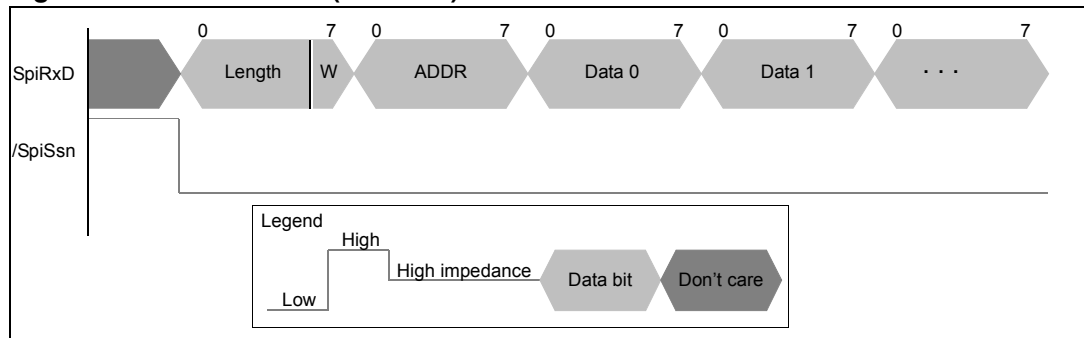 0 7 0 7 0 7 0 7 0 7
SpiRxD Length W ADDR Data 0 Data 1 . . .
/SpiSsn
Legend
High
High impedance Data bit Don't care
Low